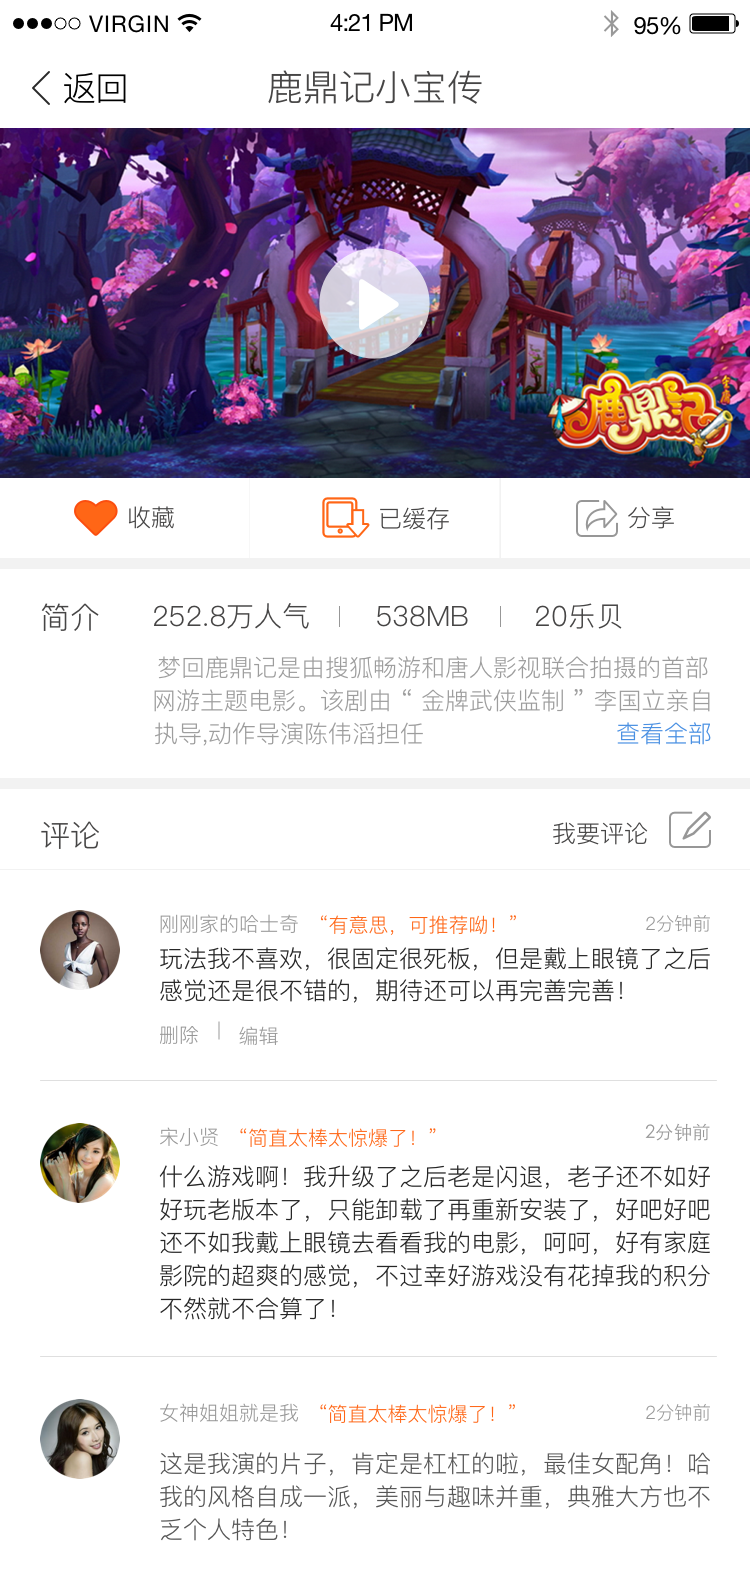 VIRGIN
4:21 PM
95%
返回
鹿鼎记小宝传
鹿鼎记
收藏
已缓存
分享
简介
252.8万人气
538MB
20乐贝
梦回鹿鼎记是由搜狐畅游和唐人影视联合拍摄的首部
网游主题电影。该剧由 “ 金牌武侠监制 ” 李国立亲自
执导,动作导演陈伟滔担任
查看全部
评论
我要评论
刚刚家的哈士奇
“有意思，可推荐呦！”
2分钟前
玩法我不喜欢，很固定很死板，但是戴上眼镜了之后
感觉还是很不错的，期待还可以再完善完善！
删除
编辑
宋小贤
“简直太棒太惊爆了！”
2分钟前
什么游戏啊！我升级了之后老是闪退，老子还不如好
好玩老版本了，只能卸载了再重新安装了，好吧好吧
还不如我戴上眼镜去看看我的电影，呵呵，好有家庭
影院的超爽的感觉，不过幸好游戏没有花掉我的积分
不然就不合算了！
女神姐姐就是我
“简直太棒太惊爆了！”
2分钟前
这是我演的片子，肯定是杠杠的啦，最佳女配角！哈
我的风格自成一派，美丽与趣味并重，典雅大方也不
乏个人特色！